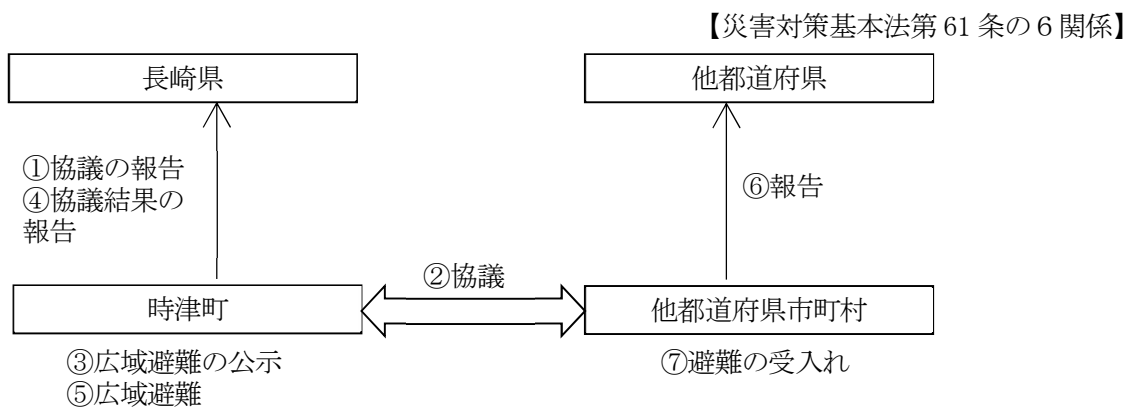 【災害対策基本法第61条の6関係】
長崎県
他都道府県
①協議の報告
④協議結果の
報告
⑥報告
②協議
時津町
他都道府県市町村
③広域避難の公示
⑤広域避難
⑦避難の受入れ